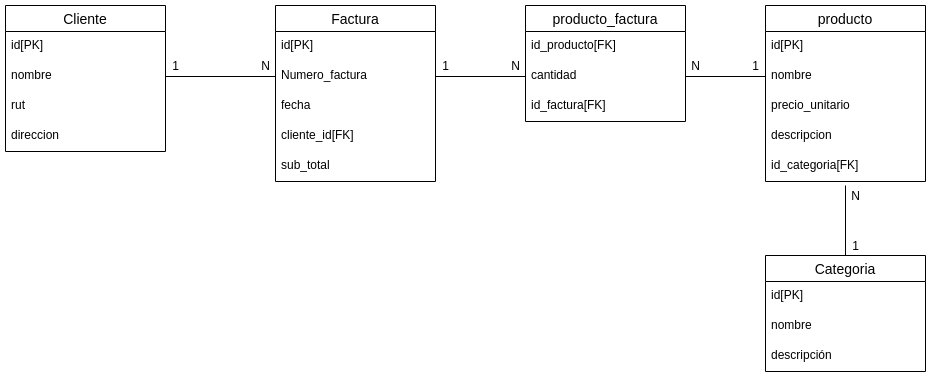 Cliente
id[PK]
nombre
rut
direccion
1
N
Factura
id[PK]
Numero_factura
fecha
cliente_id[FK]
sub_total
1
N
producto_factura
id_producto[FK]
cantidad
id_factura[FK]
N
1
producto
id[PK]
nombre
precio_unitario
descripcion
id_categoria[FK]
N
1
Categoria
id[PK]
nombre
descripción